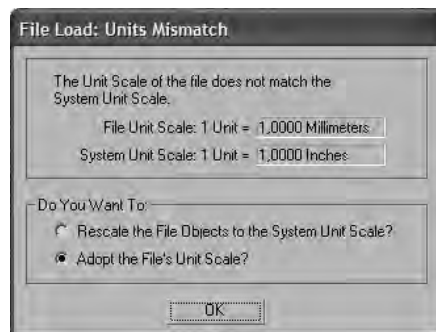 File Load: Units Mismatch
The Unit Scale of the file does not match the
System Unit Scale.
File Unit Scale: 1 Unit = 1,0000 Millimeters
System Unit Scale: 1 Unit = 1,0000 Inches
Do You Want To:
Rescale the File Objects to the System Unit Scale?
Adopt the File's Unit Scale?
OK